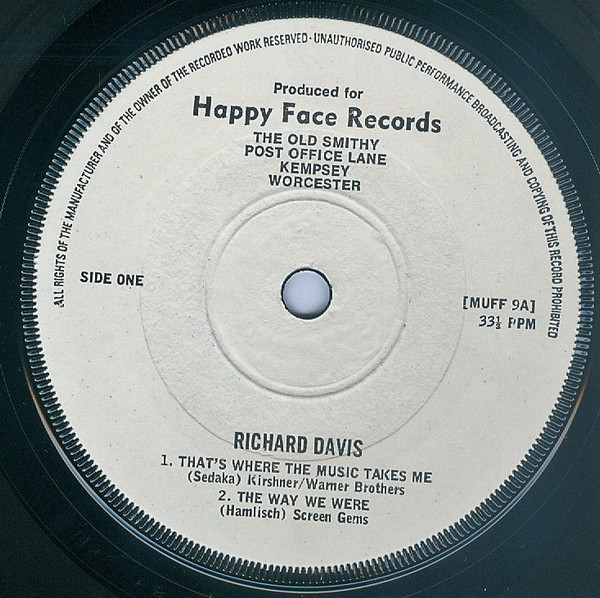 ALL RIGHTS OF THE MANUFACTURER AND OF THE OWNER OF THE RECORDED WORK RESERVED · UNAUTHORISED PUBLIC PERFORMANCE BROADCASTING AND COPYING OF THIS RECORD PROHIBITED
Produced for
Happy Face Records
THE OLD SMITHY
POST OFFICE LANE
KEMPSEY
WORCESTER
SIDE ONE
[MUFF 9A]
33⅓ RPM
RICHARD DAVIS
1. THAT'S WHERE THE MUSIC TAKES ME
(Sedaka) Kirshner/Warner Brothers
2. THE WAY WE WERE
(Hamlisch) Screen Gems